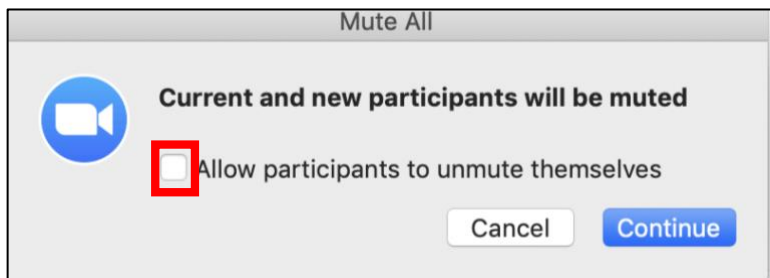 Mute All
Current and new participants will be muted
Allow participants to unmute themselves
Cancel Continue